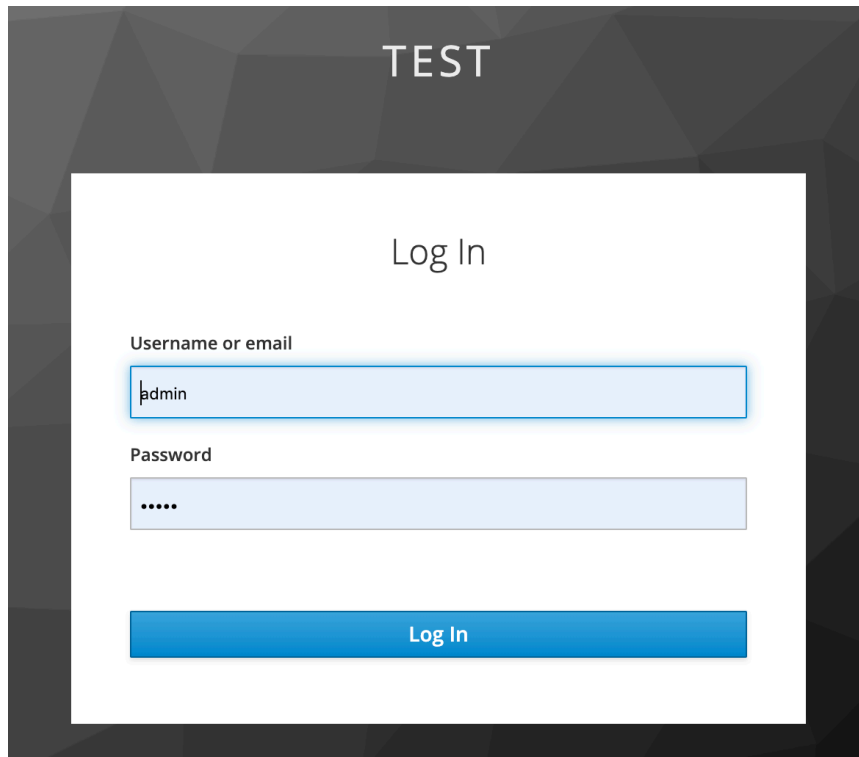 TEST
Log In
Username or email
admin
Password
•••••
Log In